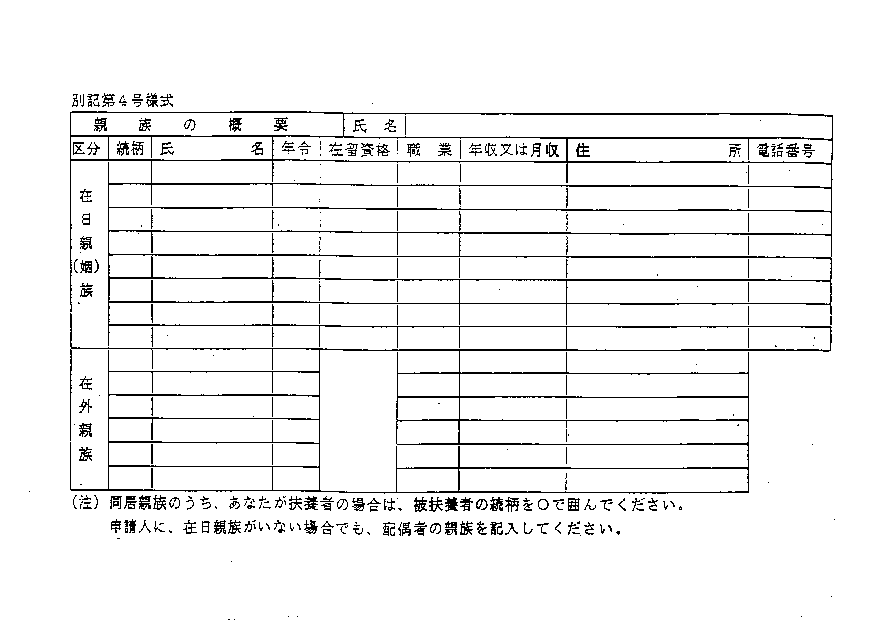 別記第4号様式
親族の概要 氏名
区分 続柄 氏名 年令 在留資格 職業 年収又は月収 住所 電話番号
在日親(姻)族
在外親族
(注) 同居親族のうち、あなたが扶養者の場合は、被扶養者の続柄を○で囲んでください。
申請人に、在日親族がいない場合でも、配偶者の親族を記入してください。